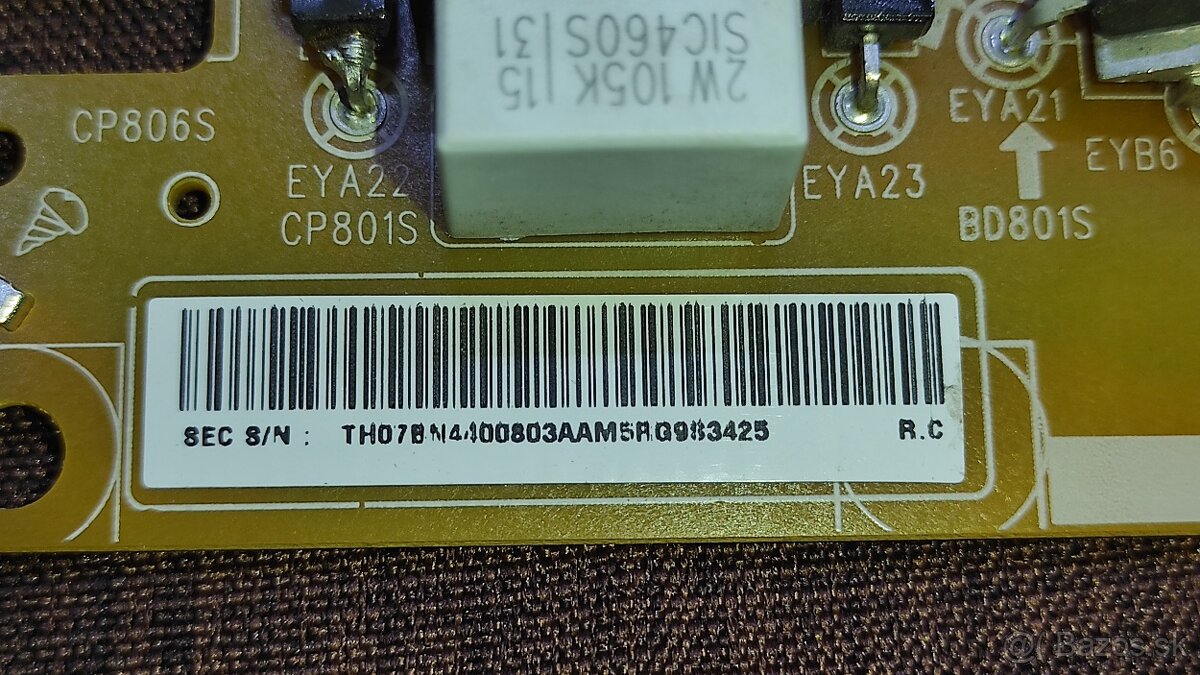 2W 105K | 15
SIC460S | 31
CP806S
EYA22
CP801S
EYA23
EYA21
EYB6
BD801S
SEC S/N : TH07BN4400803AAM5RG983425 R.C
Bazos.sk